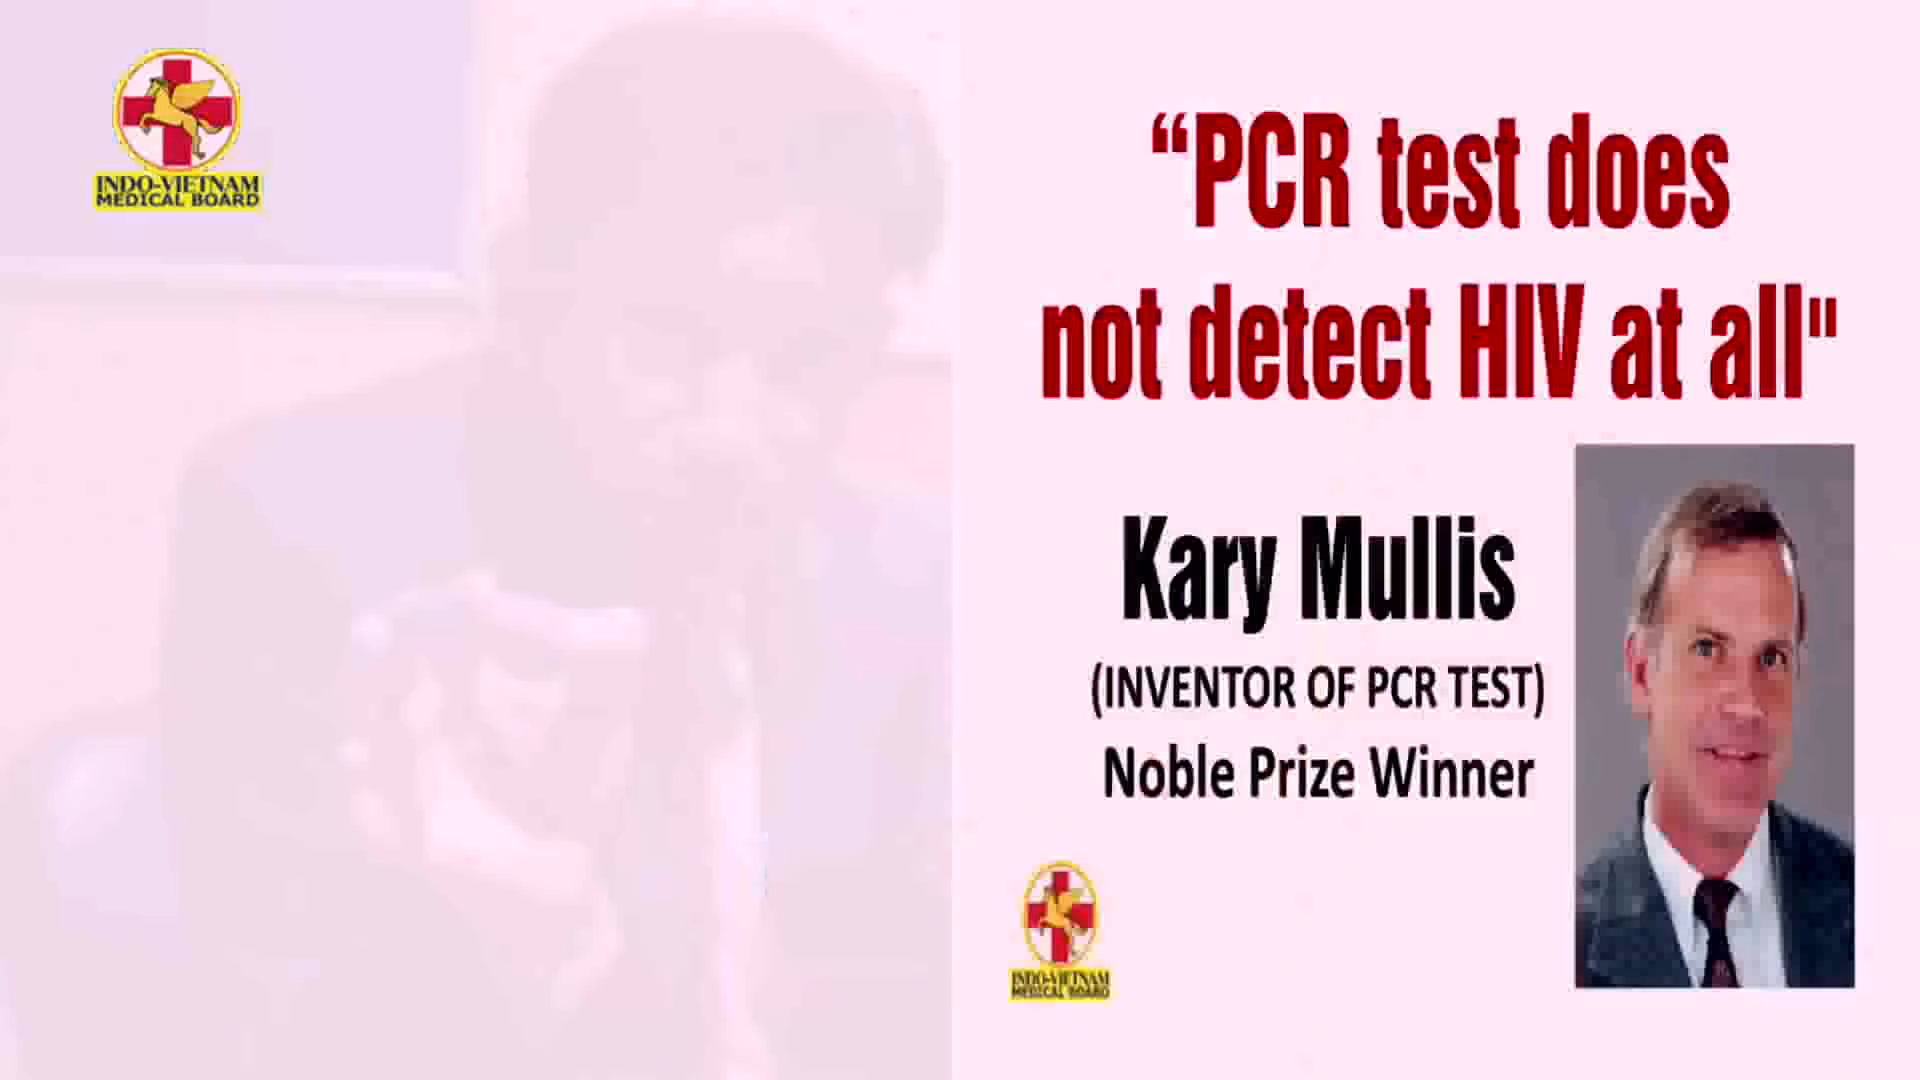 INDO-VIETNAM
MEDICAL BOARD
“PCR test does
not detect HIV at all"
Kary Mullis
(INVENTOR OF PCR TEST)
Noble Prize Winner
INDO-VIETNAM
MEDICAL BOARD